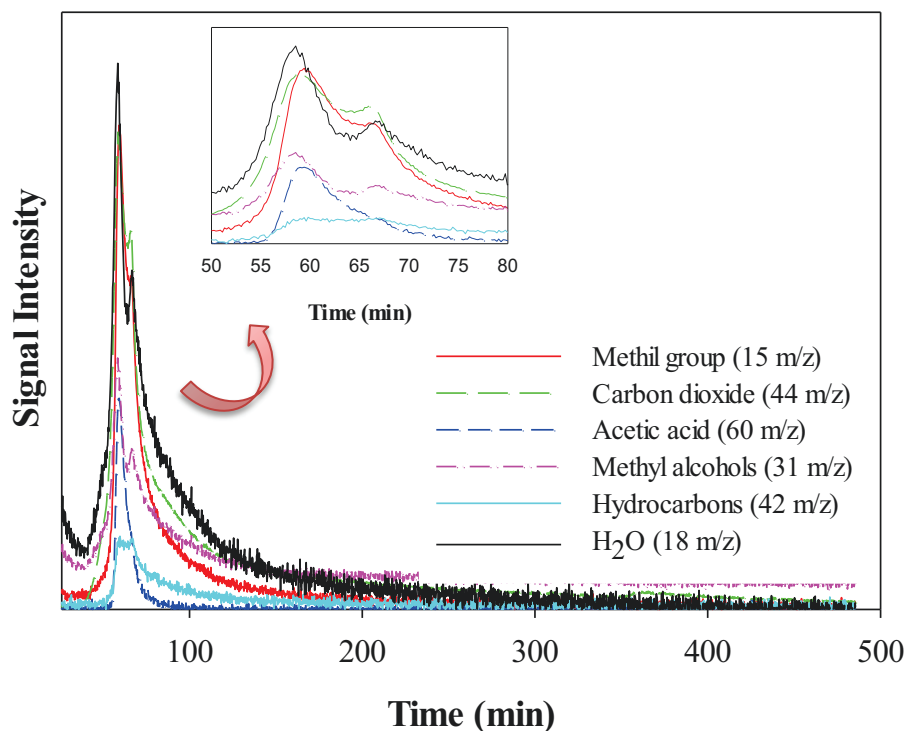 50 55 60 65 70 75 80
Time (min)
Signal Intensity
Methil group (15 m/z)
Carbon dioxide (44 m/z)
Acetic acid (60 m/z)
Methyl alcohols (31 m/z)
Hydrocarbons (42 m/z)
H2O (18 m/z)
100 200 300 400 500
Time (min)